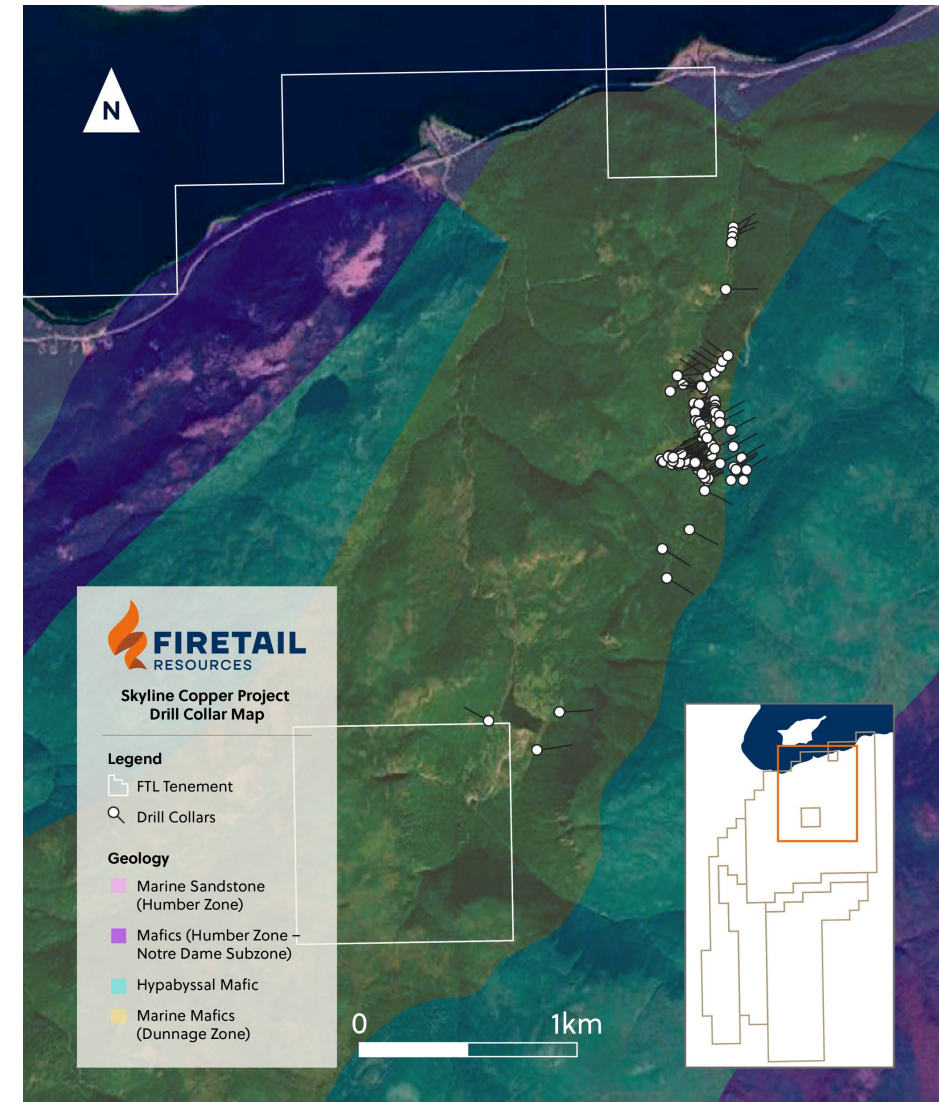 N
FIRETAIL
RESOURCES
Skyline Copper Project
Drill Collar Map
Legend
FTL Tenement
Drill Collars
Geology
Marine Sandstone
(Humber Zone)
Mafics (Humber Zone –
Notre Dame Subzone)
Hypabyssal Mafic
Marine Mafics
(Dunnage Zone)
0 1km